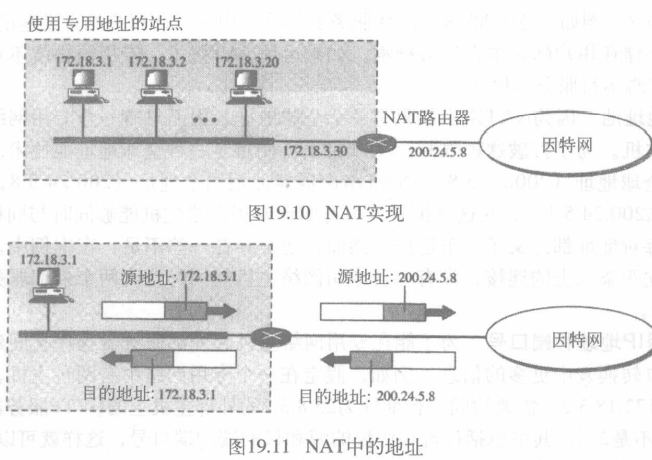 使用专用地址的站点
172.18.3.1 172.18.3.2 172.18.3.20
NAT路由器
172.18.3.30 200.24.5.8
因特网
图19.10 NAT实现
172.18.3.1
源地址: 172.18.3.1
源地址: 200.24.5.8
因特网
目的地址: 172.18.3.1
目的地址: 200.24.5.8
图19.11 NAT中的地址